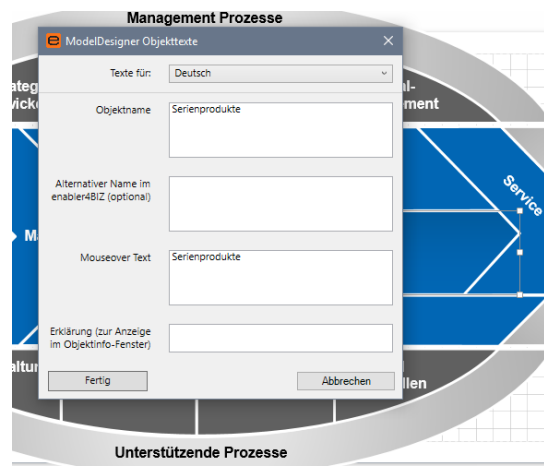 Management Prozesse
ModelDesigner Objekttexte
Texte für:
Deutsch
Objektname
Serienprodukte
Alternativer Name im
enabler4BIZ (optional)
Mouseover Text
Serienprodukte
Erklärung (zur Anzeige
im Objektinfo-Fenster)
Fertig
Abbrechen
Service
Unterstützende Prozesse